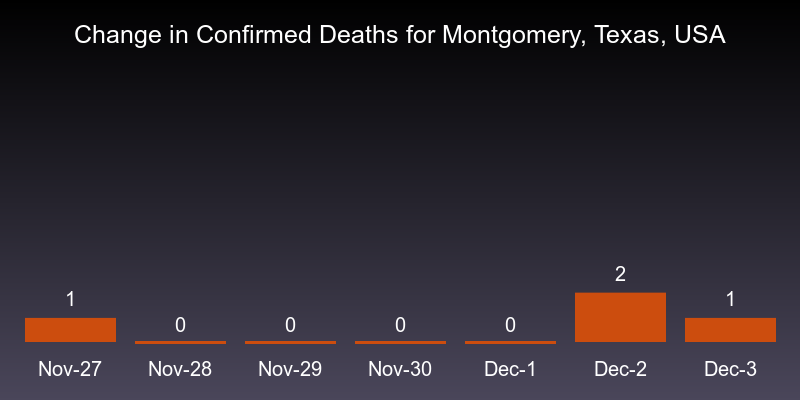 Change in Confirmed Deaths for Montgomery, Texas, USA
2
1
1
0
0
0
0
Nov-27
Nov-28
Nov-29
Nov-30
Dec-1
Dec-2
Dec-3